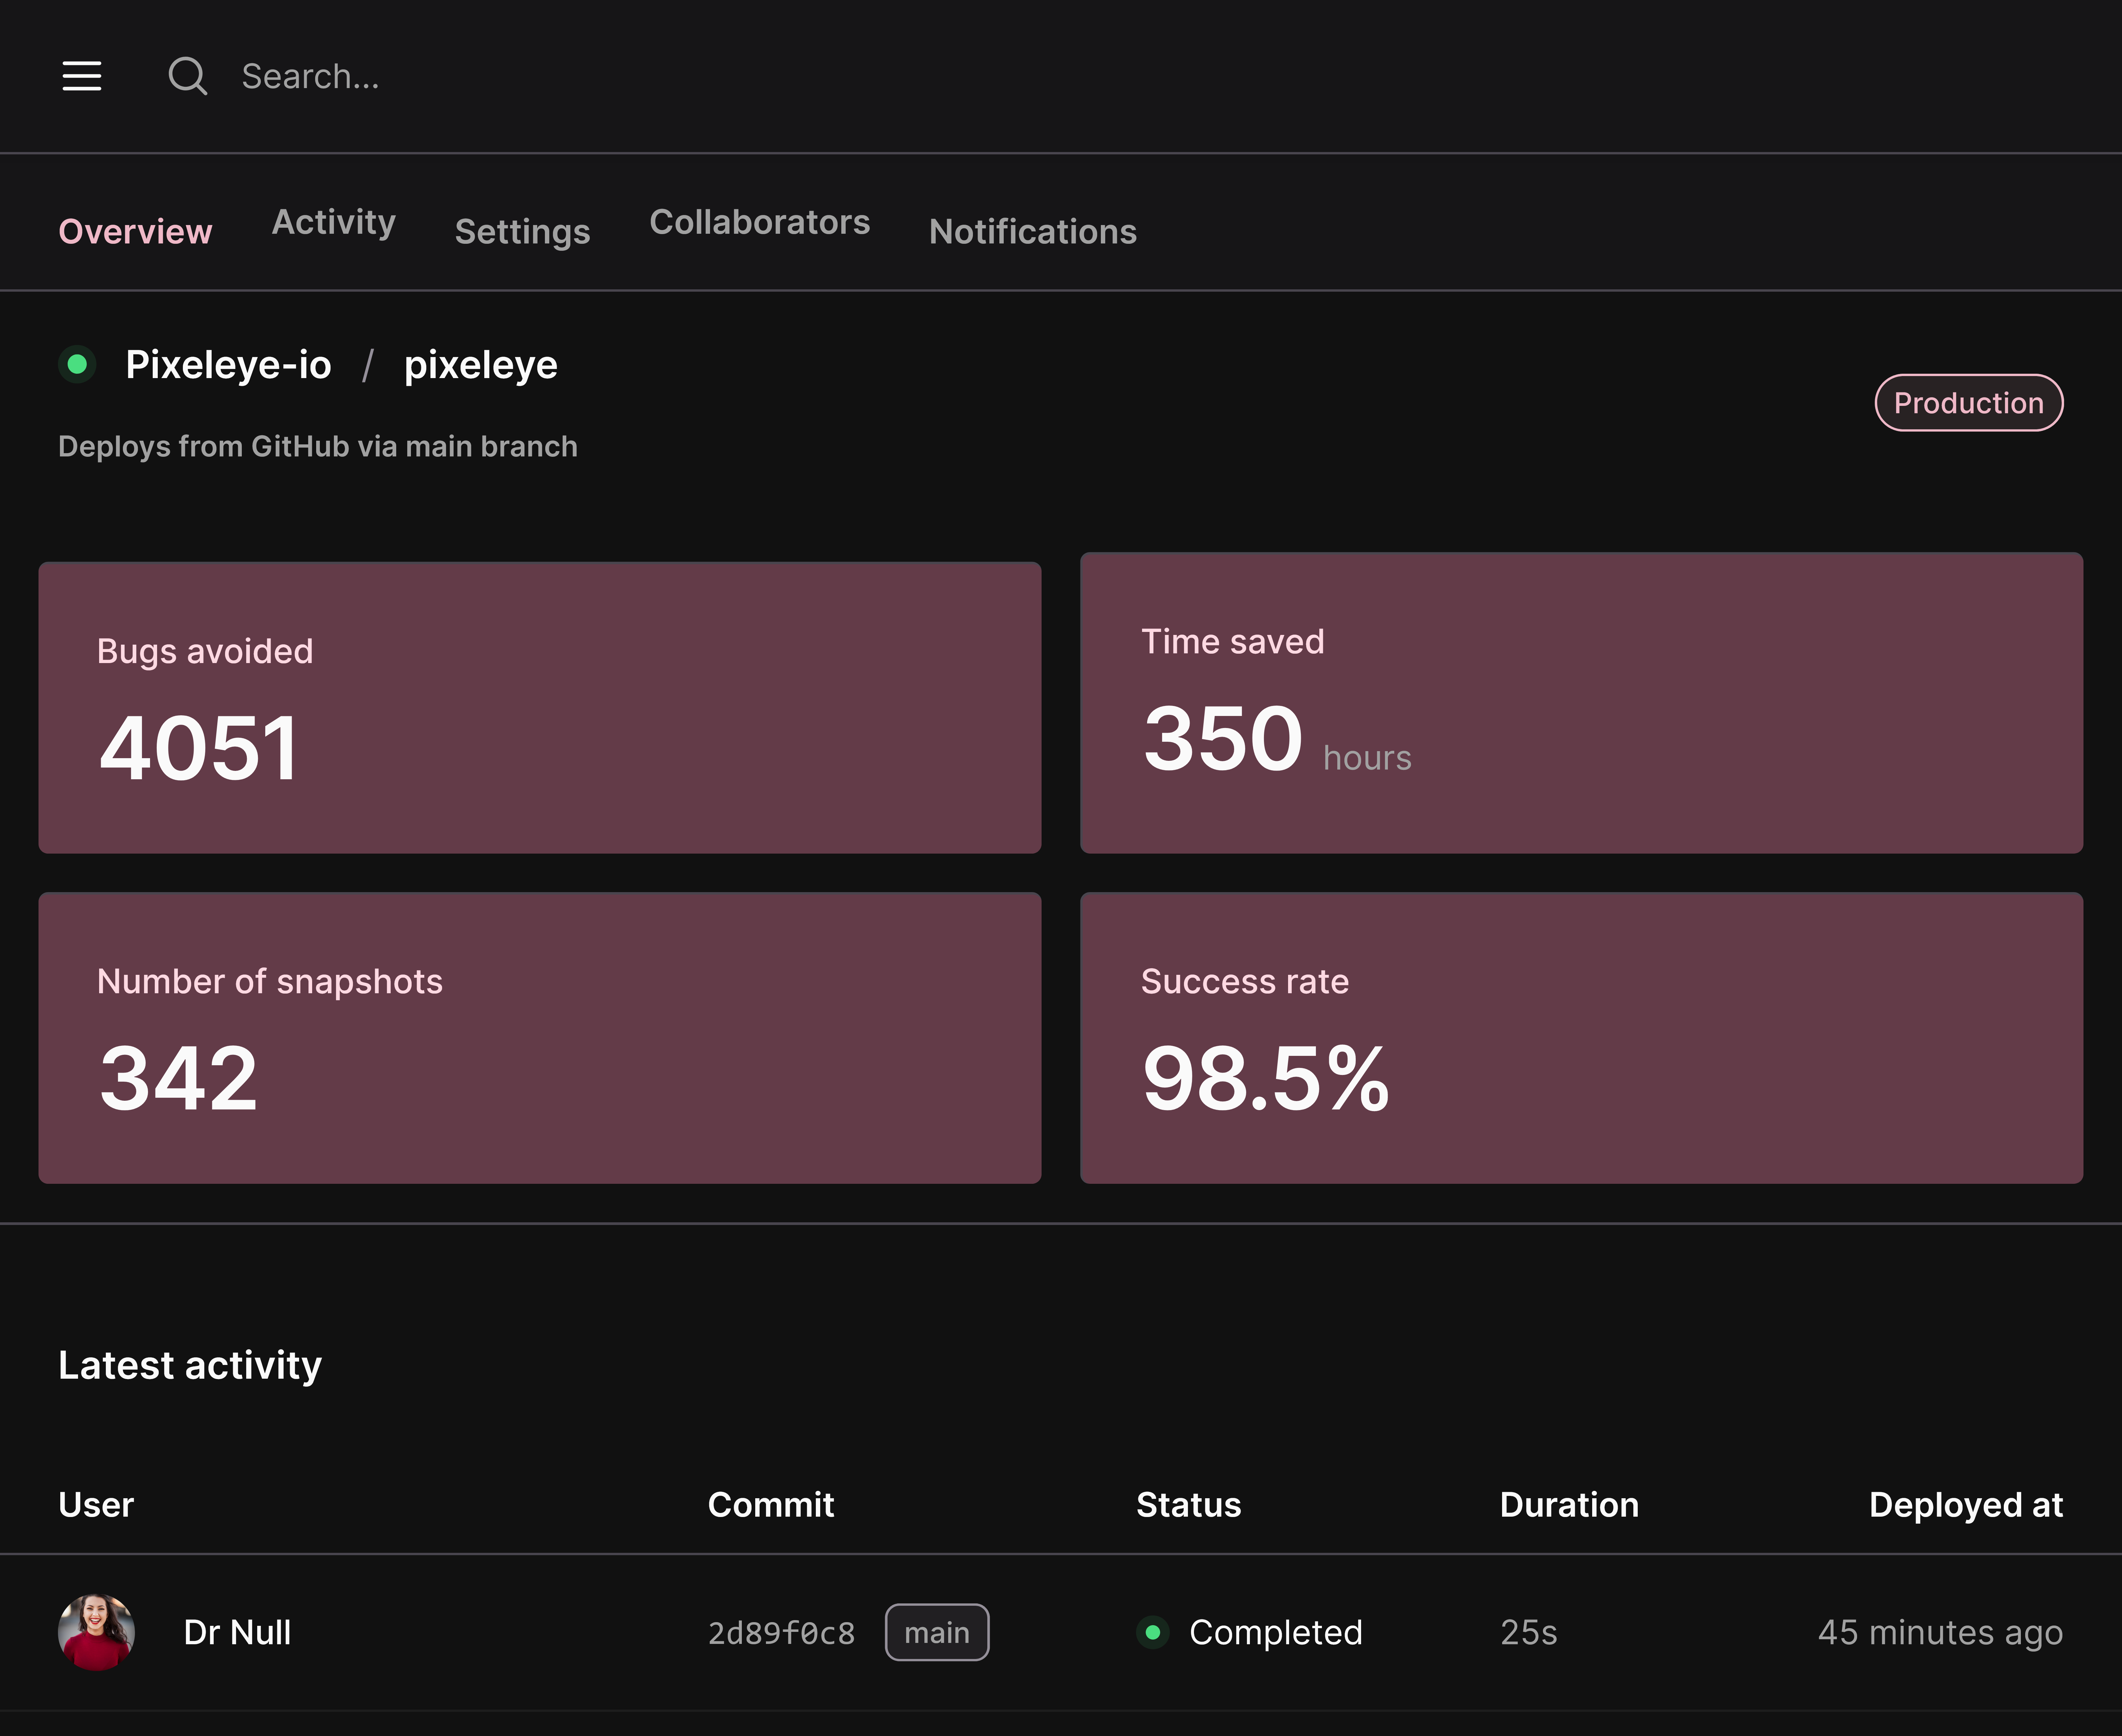 Search...
Overview Activity Settings Collaborators Notifications
Pixeleye-io / pixeleye
Production
Deploys from GitHub via main branch
Bugs avoided
4051
Time saved
350 hours
Number of snapshots
342
Success rate
98.5%
Latest activity
User Commit Status Duration Deployed at
Dr Null 2d89f0c8 main Completed 25s 45 minutes ago